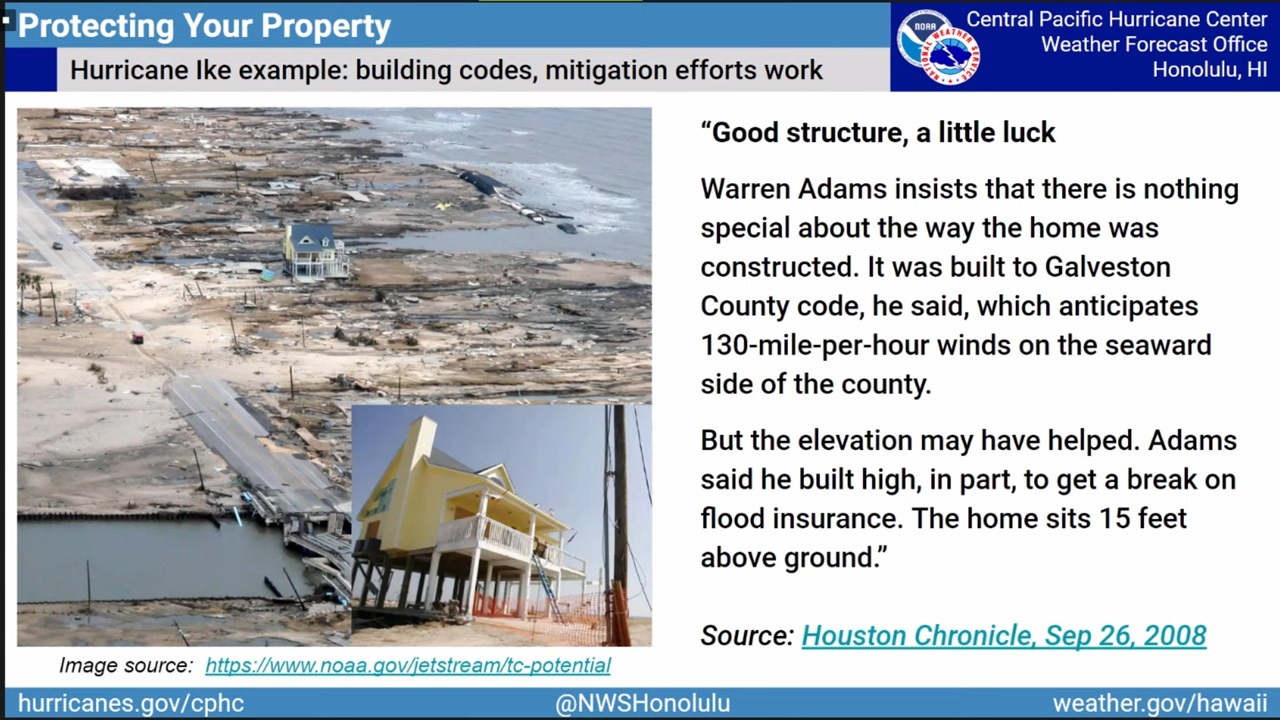 Protecting Your Property
Hurricane Ike example: building codes, mitigation efforts work
NOAA
NATIONAL WEATHER SERVICE
Central Pacific Hurricane Center
Weather Forecast Office
Honolulu, HI
“Good structure, a little luck
Warren Adams insists that there is nothing
special about the way the home was
constructed. It was built to Galveston
County code, he said, which anticipates
130-mile-per-hour winds on the seaward
side of the county.
But the elevation may have helped. Adams
said he built high, in part, to get a break on
flood insurance. The home sits 15 feet
above ground.”
Source: Houston Chronicle, Sep 26, 2008
Image source: https://www.noaa.gov/jetstream/tc-potential
hurricanes.gov/cphc
@NWSHonolulu
weather.gov/hawaii